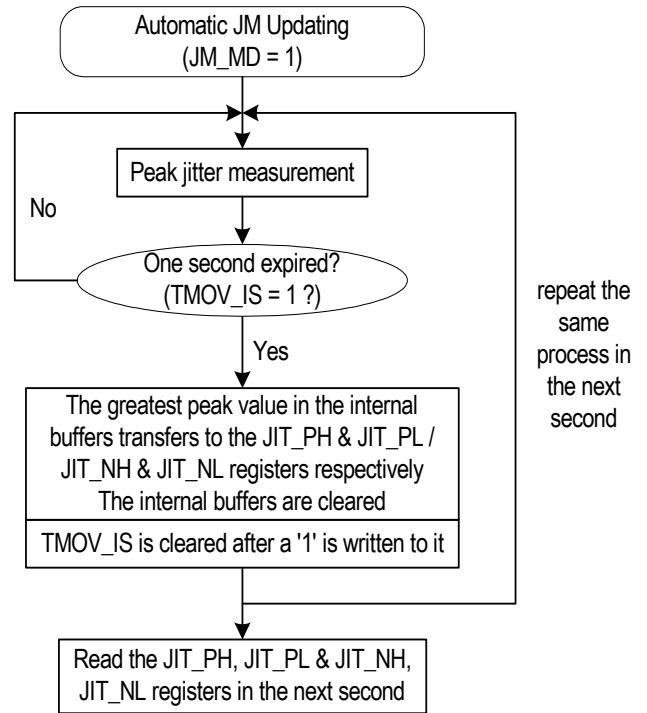 Automatic JM Updating
(JM_MD = 1)
Peak jitter measurement
No
One second expired?
(TMOV_IS = 1 ?)
Yes
repeat the
same
process in
the next
second
The greatest peak value in the internal
buffers transfers to the JIT_PH & JIT_PL /
JIT_NH & JIT_NL registers respectively
The internal buffers are cleared
TMOV_IS is cleared after a '1' is written to it
Read the JIT_PH, JIT_PL & JIT_NH,
JIT_NL registers in the next second